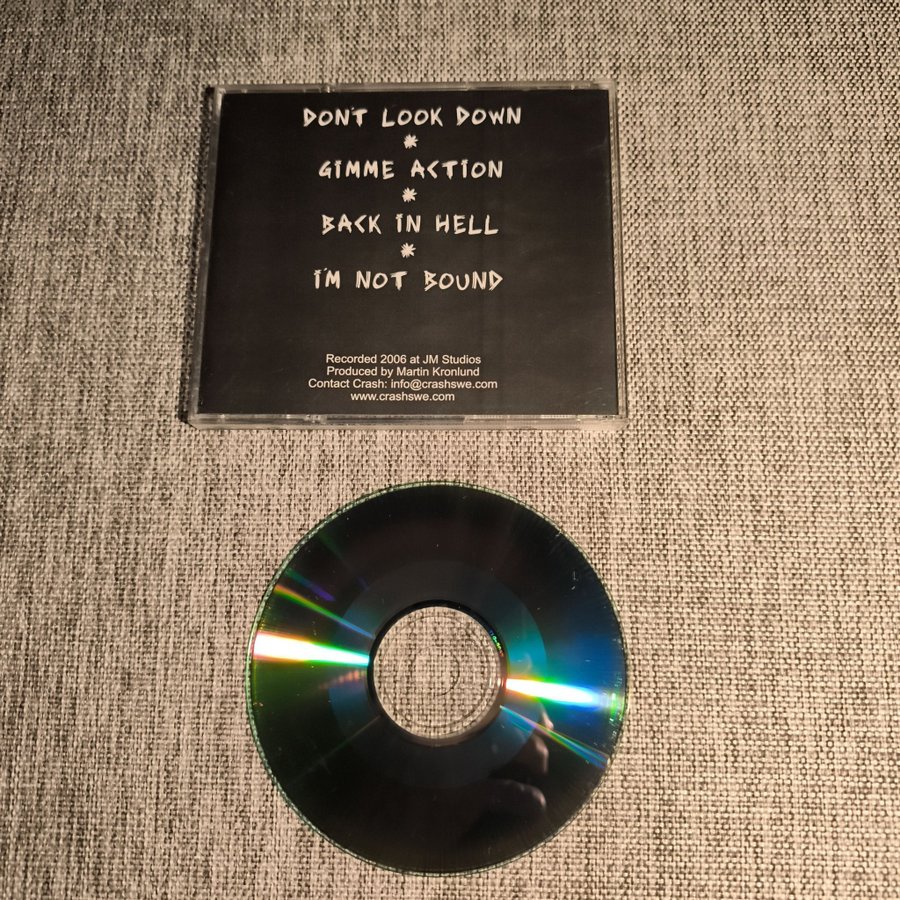 DON'T LOOK DOWN
*
GIMME ACTION
*
BACK IN HELL
*
I'M NOT BOUND
Recorded 2006 at JM Studios
Produced by Martin Kronlund
Contact Crash: info@crashswe.com
www.crashswe.com